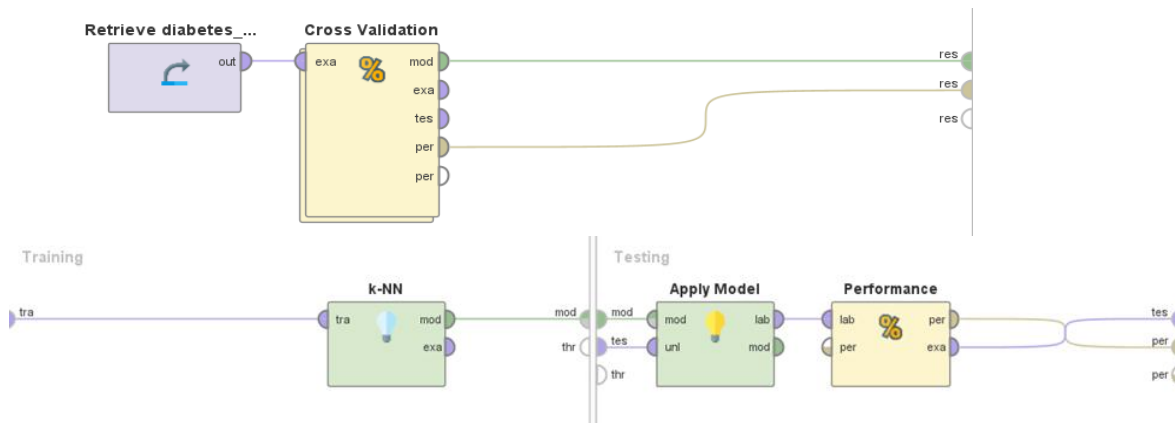 Retrieve diabetes_...
Cross Validation
out
exa
%
mod
exa
tes
per
per
res
res
res
Training
Testing
k-NN
Apply Model
Performance
tra
tra
mod
exa
mod
thr
mod
tes
thr
mod
unl
lab
mod
lab
per
%
per
exa
tes
per
per